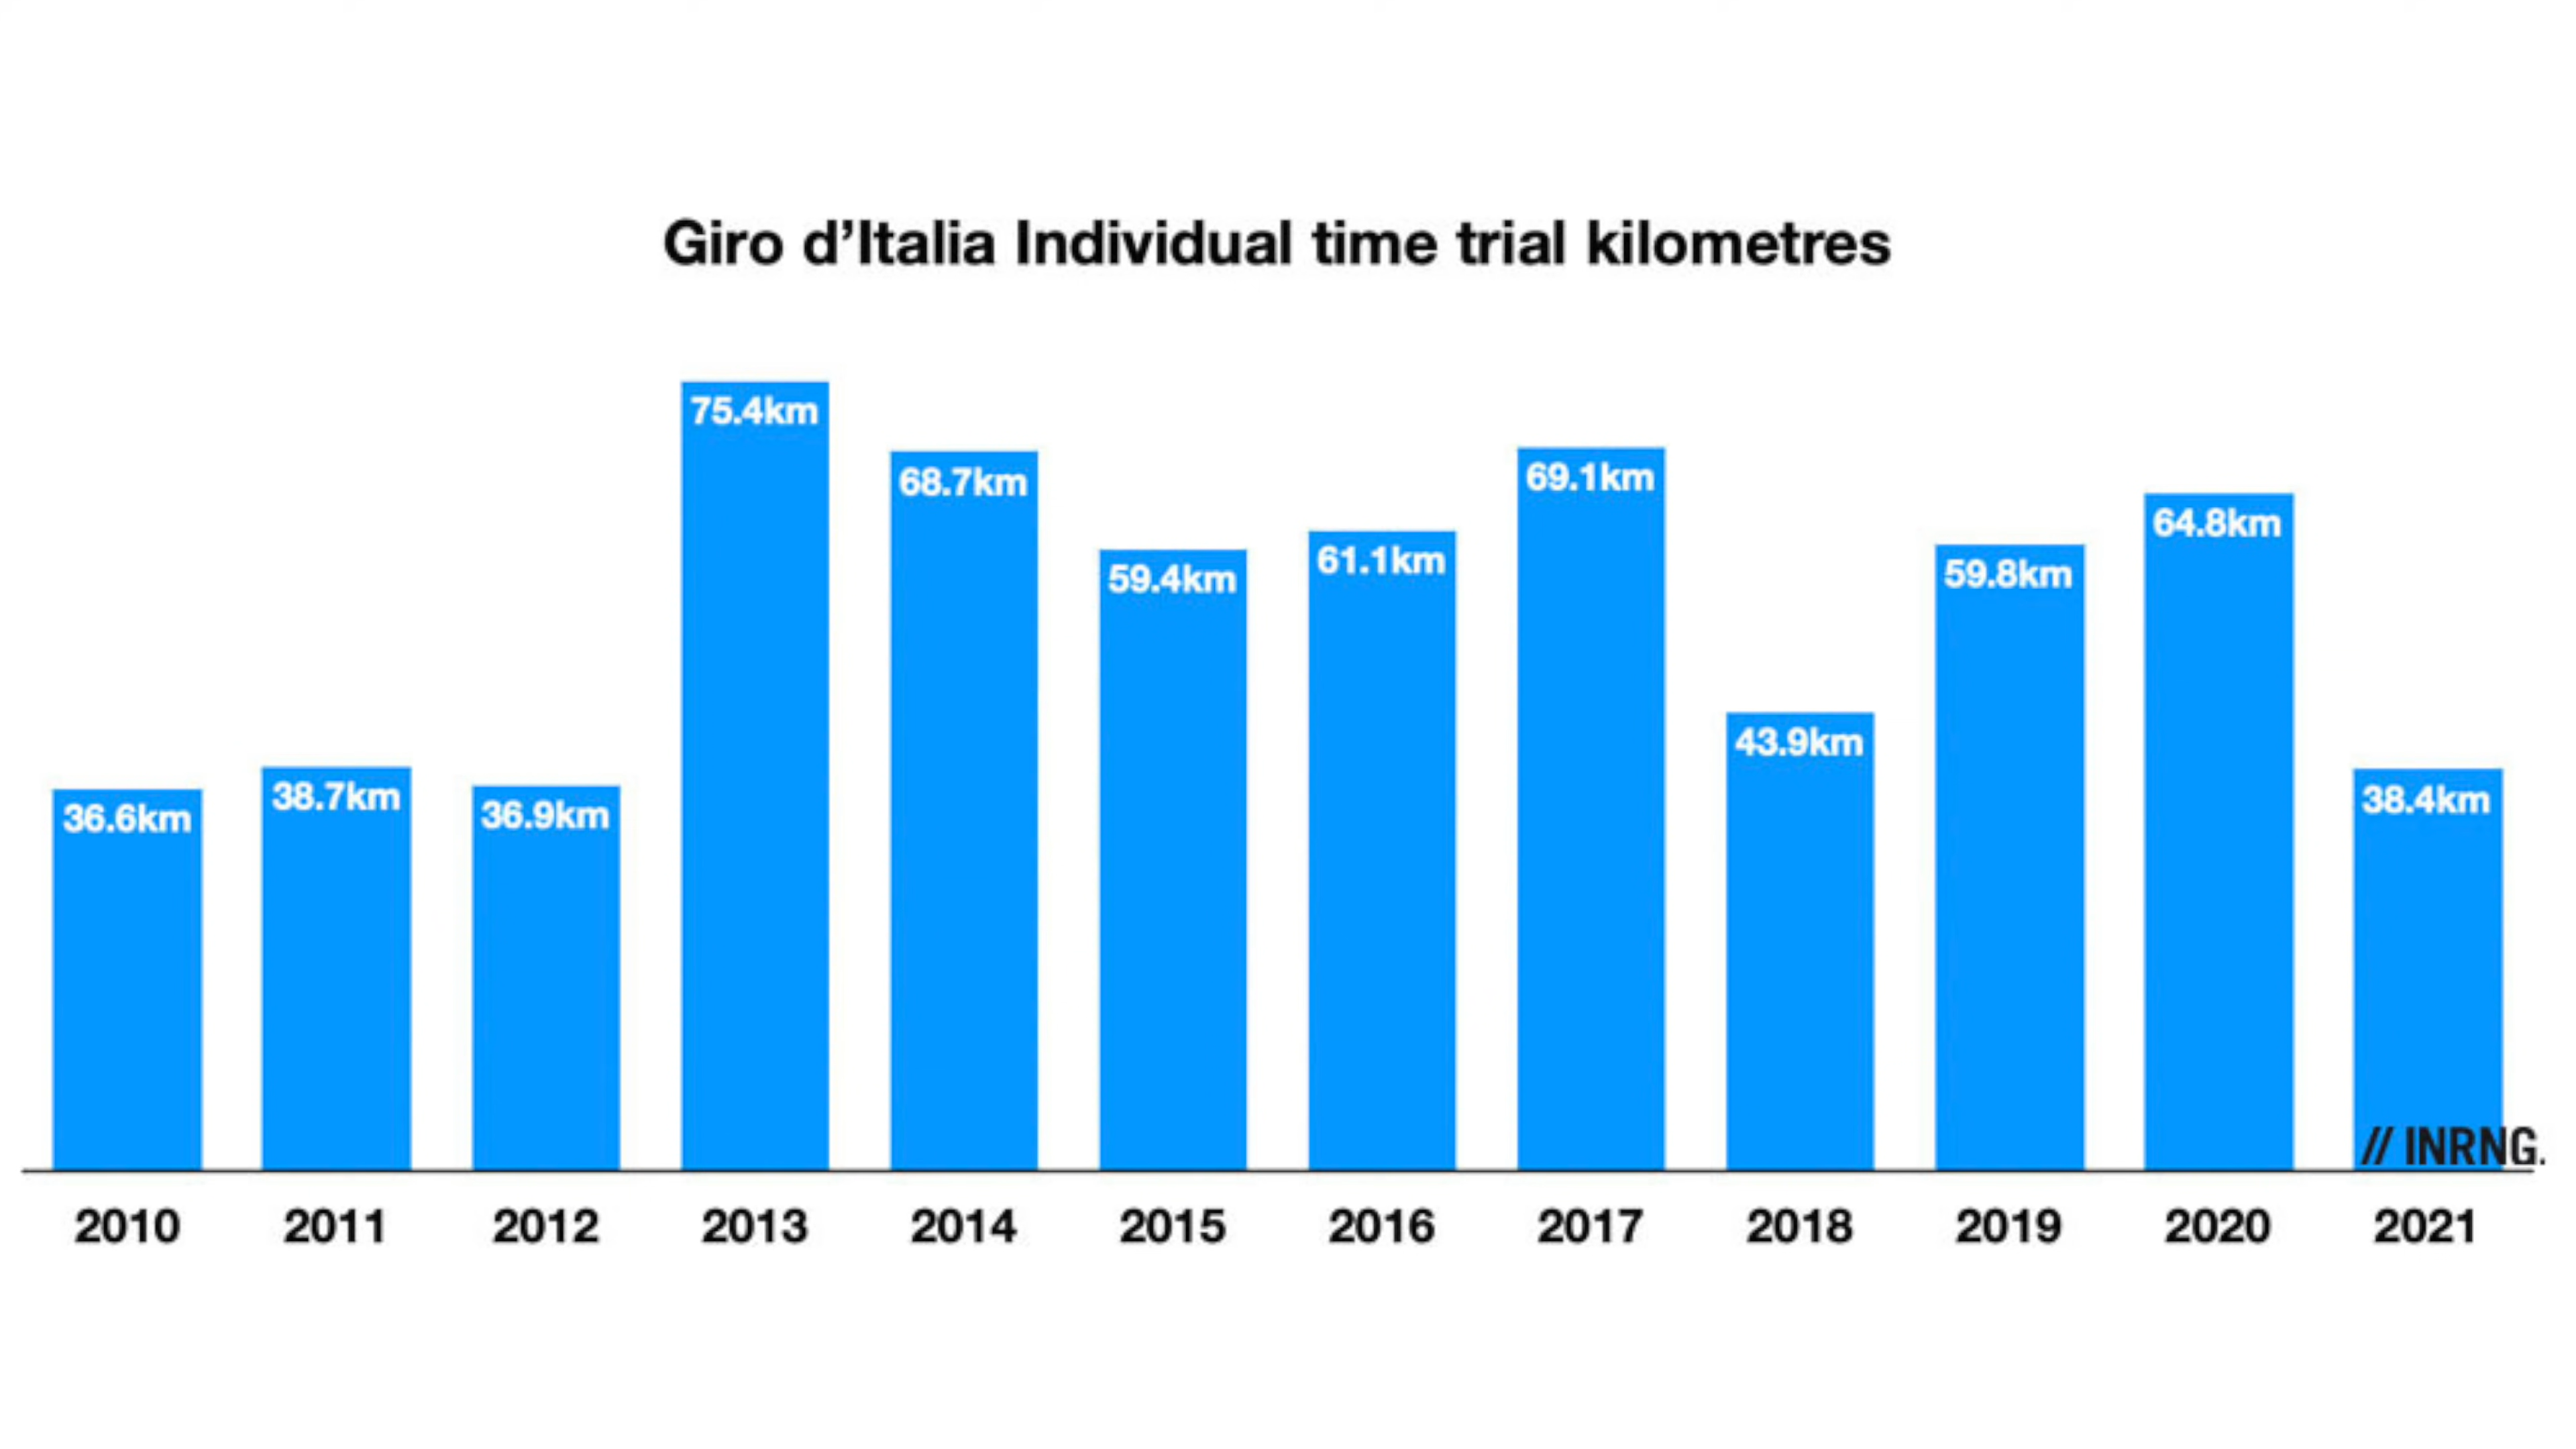 Giro d’Italia Individual time trial kilometres
36.6km
38.7km
36.9km
75.4km
68.7km
59.4km
61.1km
69.1km
43.9km
59.8km
64.8km
38.4km
// INRNG.
2010 2011 2012 2013 2014 2015 2016 2017 2018 2019 2020 2021